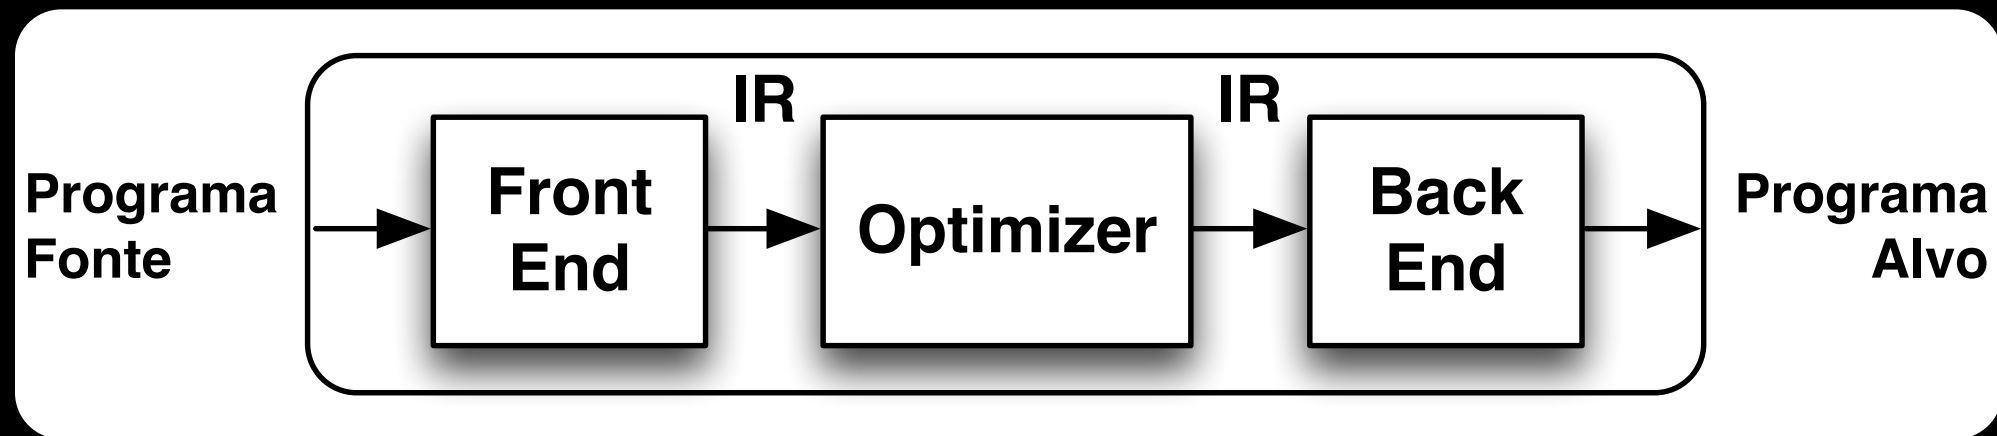 Programa
Fonte
Front
End
IR
Optimizer
IR
Back
End
Programa
Alvo